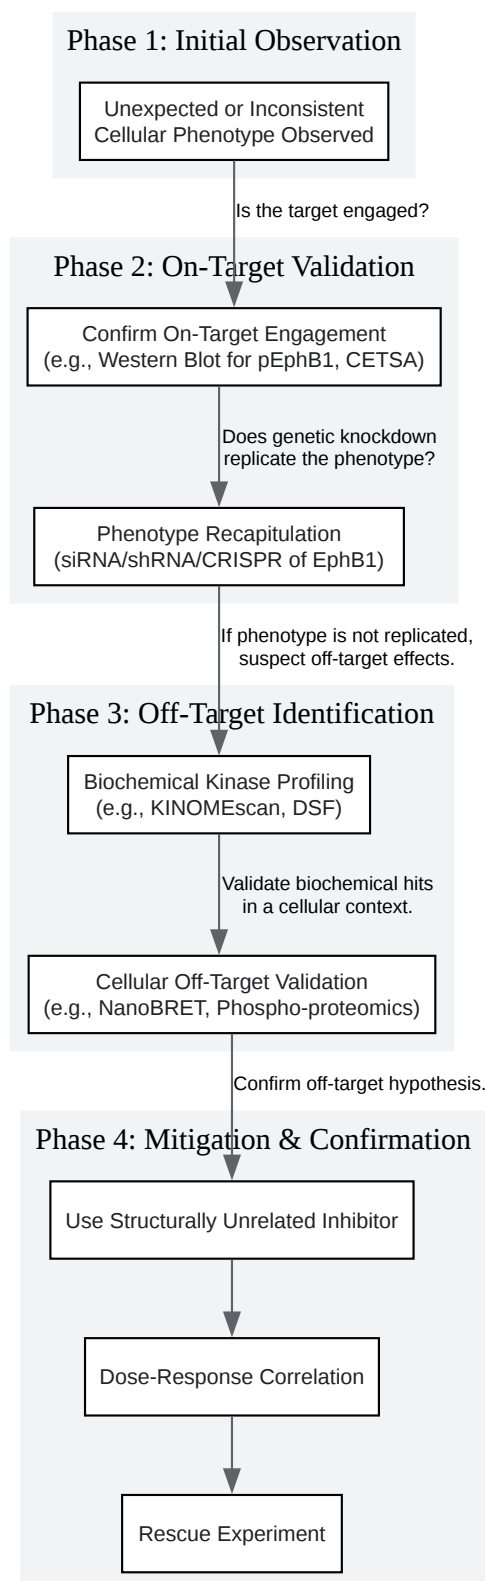 Phase 1: Initial Observation
Unexpected or Inconsistent
Cellular Phenotype Observed
Is the target engaged?
Phase 2: On-Target Validation
Confirm On-Target Engagement
(e.g., Western Blot for pEphB1, CETSA)
Does genetic knockdown
replicate the phenotype?
Phenotype Recapitulation
(siRNA/shRNA/CRISPR of EphB1)
If phenotype is not replicated,
suspect off-target effects.
Phase 3: Off-Target Identification
Biochemical Kinase Profiling
(e.g., KINOMEscan, DSF)
Validate biochemical hits
in a cellular context.
Cellular Off-Target Validation
(e.g., NanoBRET, Phospho-proteomics)
Confirm off-target hypothesis.
Phase 4: Mitigation & Confirmation
Use Structurally Unrelated Inhibitor
Dose-Response Correlation
Rescue Experiment